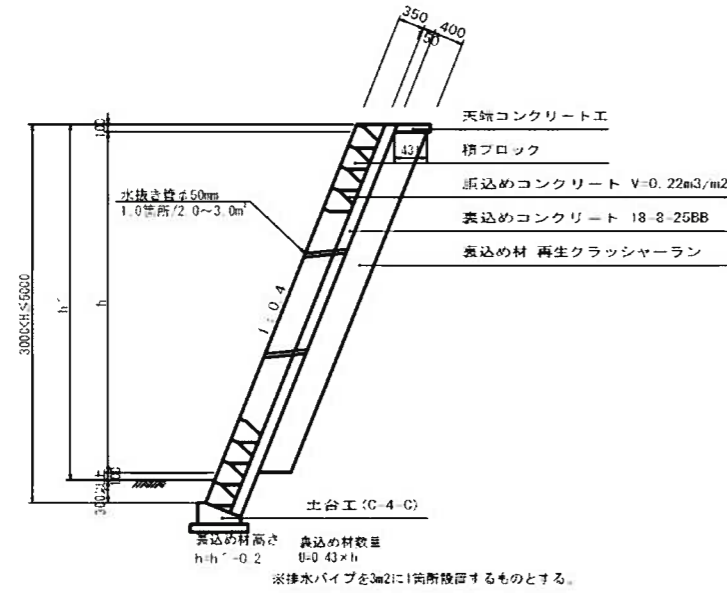 350
150
400
天端コンクリート工
431
積ブロック
胴込めコンクリート V=0.22m3/m2
裏込めコンクリート 18-8-25BB
裏込め材 再生クラッシャーラン
水抜き管φ50mm
1.0箇所/2.0~3.0㎡
1:0.4
100
3000<H≦5000
h'
h
100
300以上
土台工(C-4-C)
裏込め材高さ 裏込め材数量
h=h'-0.2 U=0.43×h
※排水パイプを3m2に1箇所設置するものとする。